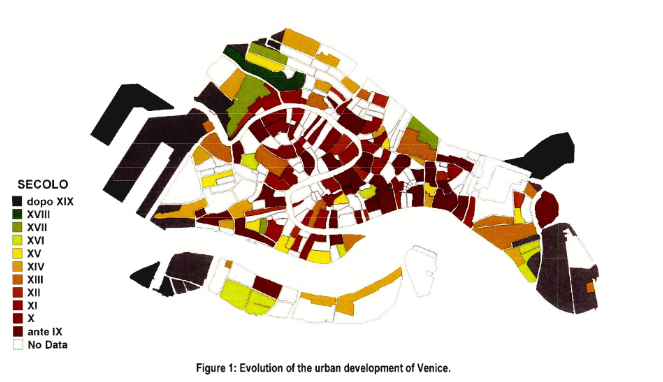 SECOLO
dopo XIX
XVIII
XVII
XVI
XV
XIV
XIII
XII
XI
X
ante IX
No Data
Figure 1: Evolution of the urban development of Venice.